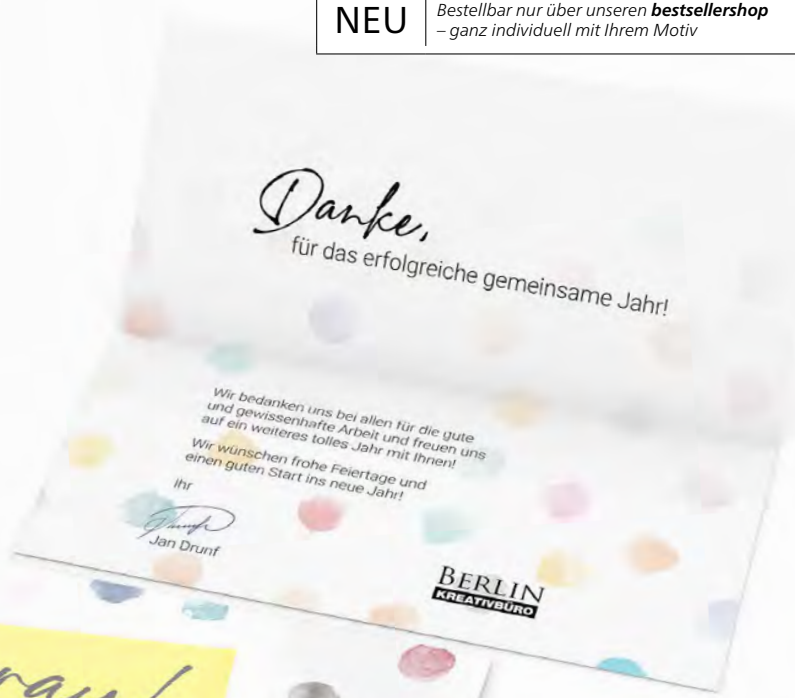 NEU
Bestellbar nur über unseren bestsellershop
– ganz individuell mit Ihrem Motiv
Danke,
für das erfolgreiche gemeinsame Jahr!
Wir bedanken uns bei allen für die gute
und gewissenhafte Arbeit und freuen uns
auf ein weiteres tolles Jahr mit Ihnen!
Wir wünschen frohe Feiertage und
einen guten Start ins neue Jahr!
Ihr
Jan Drunf
BERLIN
KREATIVBÜRO